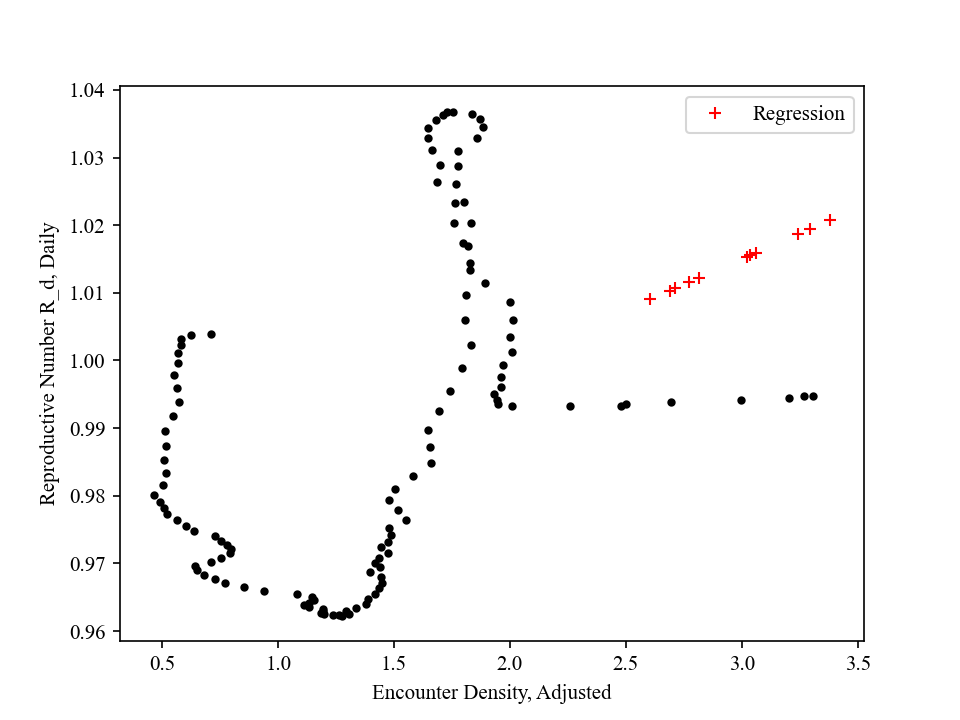 1.04
1.03
1.02
1.01
1.00
0.99
0.98
0.97
0.96
Reproductive Number R_d, Daily
Regression
0.5 1.0 1.5 2.0 2.5 3.0 3.5
Encounter Density, Adjusted